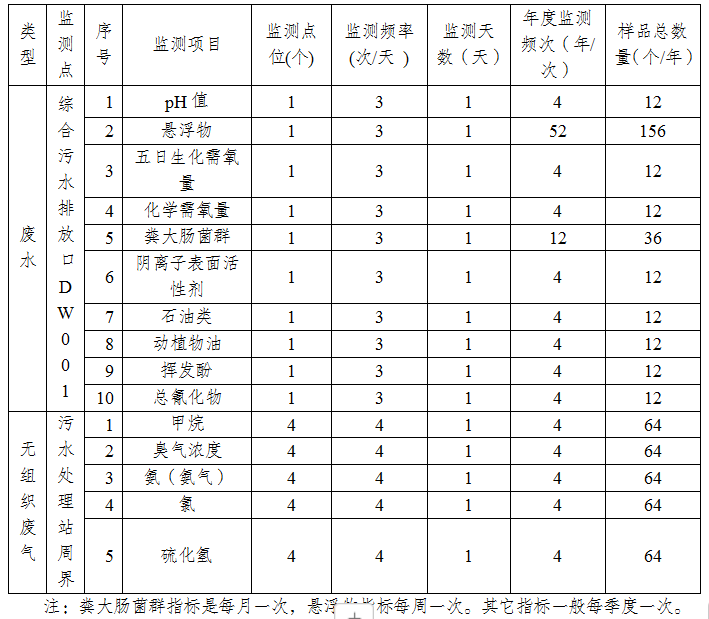 类型 监测点 序号 监测项目 监测点位(个) 监测频率(次/天 ) 监测天数（天） 年度监测频次（年/次） 样品总数量（个/年）
废水 综合污水排放口DW001
1 pH值 1 3 1 4 12
2 悬浮物 1 3 1 52 156
3 五日生化需氧量 1 3 1 4 12
4 化学需氧量 1 3 1 4 12
5 粪大肠菌群 1 3 1 12 36
6 阴离子表面活性剂 1 3 1 4 12
7 石油类 1 3 1 4 12
8 动植物油 1 3 1 4 12
9 挥发酚 1 3 1 4 12
10 总氰化物 1 3 1 4 12
无组织废气 污水处理站周界
1 甲烷 4 4 1 4 64
2 臭气浓度 4 4 1 4 64
3 氨（氨气） 4 4 1 4 64
4 氯 4 4 1 4 64
5 硫化氢 4 4 1 4 64
注：粪大肠菌群指标是每月一次，悬浮 指标每周一次。其它指标一般每季度一次。